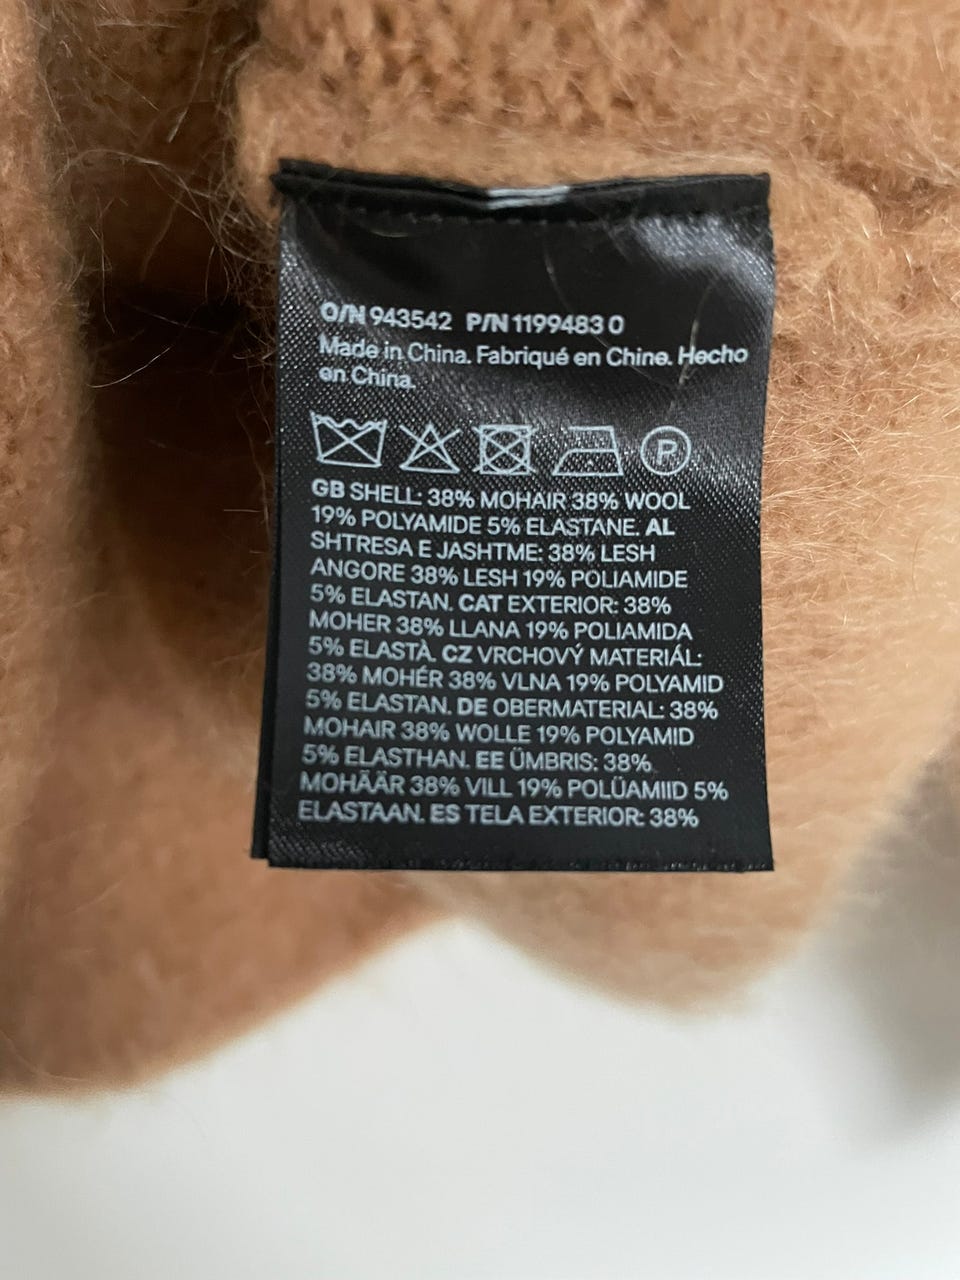 O/N 943542 P/N 1199483 0
Made in China. Fabriqué en Chine. Hecho
en China.
P
GB SHELL: 38% MOHAIR 38% WOOL
19% POLYAMIDE 5% ELASTANE. AL
SHTRESA E JASHTME: 38% LESH
ANGORE 38% LESH 19% POLIAMIDE
5% ELASTAN. CAT EXTERIOR: 38%
MOHER 38% LLANA 19% POLIAMIDA
5% ELASTÀ. CZ VRCHOVÝ MATERIÁL:
38% MOHÉR 38% VLNA 19% POLYAMID
5% ELASTAN. DE OBERMATERIAL: 38%
MOHAIR 38% WOLLE 19% POLYAMID
5% ELASTHAN. EE ÜMBRIS: 38%
MOHÄÄR 38% VILL 19% POLÜAMIID 5%
ELASTAAN. ES TELA EXTERIOR: 38%